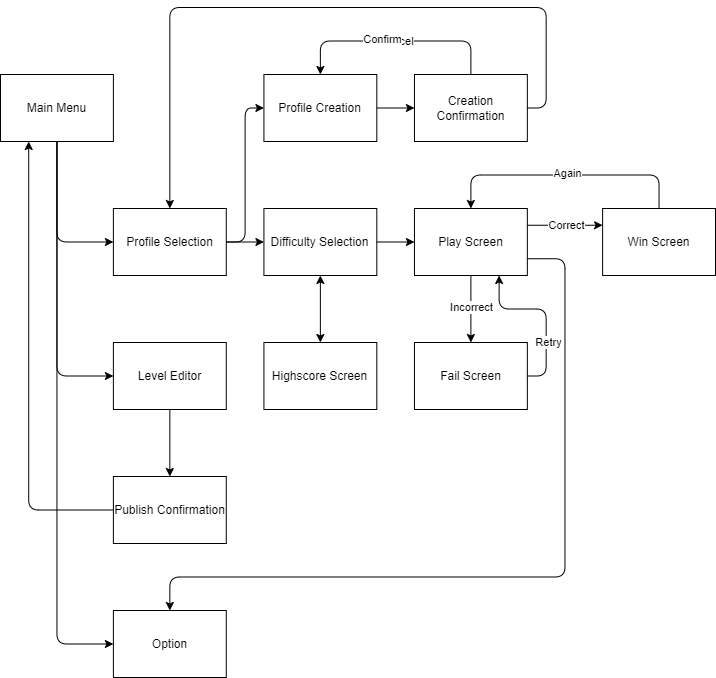 Confirm
Main Menu
Profile Creation
Creation
Confirmation
Again
Profile Selection
Difficulty Selection
Play Screen
Correct
Win Screen
Incorrect
Retry
Level Editor
Highscore Screen
Fail Screen
Publish Confirmation
Option